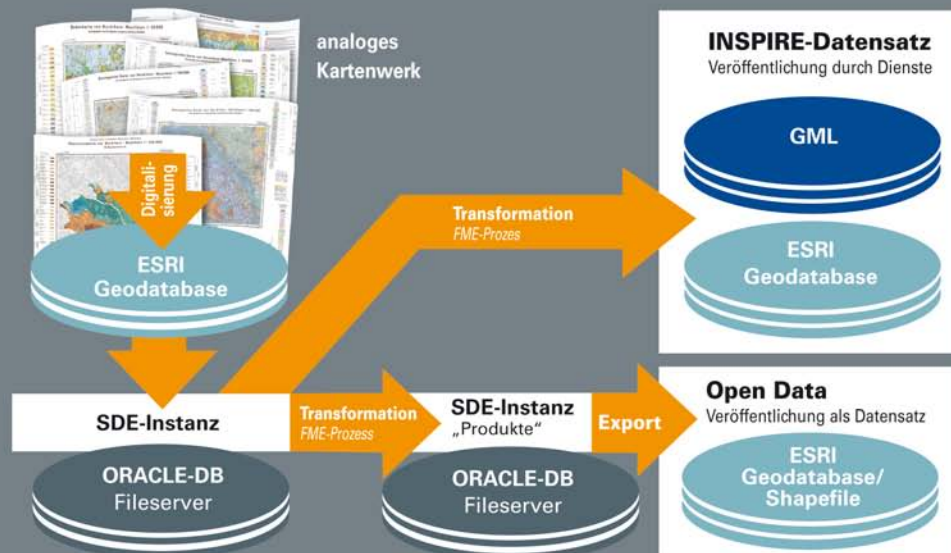 analoges
Kartenwerk
Digitali-
sierung
ESRI
Geodatabase
Transformation
FME-Prozes
INSPIRE-Datensatz
Veröffentlichung durch Dienste
GML
ESRI
Geodatabase
SDE-Instanz
ORACLE-DB
Fileserver
Transformation
FME-Prozess
SDE-Instanz
„Produkte“
ORACLE-DB
Fileserver
Export
Open Data
Veröffentlichung als Datensatz
ESRI
Geodatabase/
Shapefile